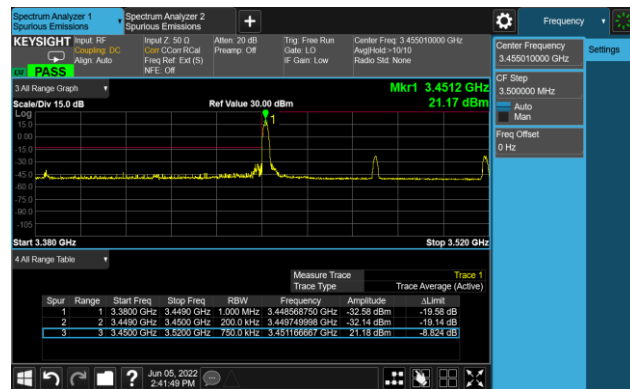 Spectrum Analyzer 1
Spurious Emissions
Spectrum Analyzer 2
Spurious Emissions
Frequency
KEYSIGHT
Input: RF
Coupling: DC
Align: Auto
Input Z: 50 Ω
Corr CCorr RCal
Freq Ref: Ext (S)
NFE: Off
Atten: 20 dB
Preamp: Off
Trig: Free Run
Gate: LO
IF Gain: Low
Center Freq: 3.455010000 GHz
Avg|Hold:>10/10
Radio Std: None
PASS
Center Frequency
3.455010000 GHz
Settings
CF Step
3.500000 MHz
Auto
Man
Freq Offset
0 Hz
3 All Range Graph
Mkr1 3.4512 GHz
21.17 dBm
Scale/Div 15.0 dB
Ref Value 30.00 dBm
Log
15.0
0.00
-15.0
-30.0
-45.0
-60.0
-75.0
-90.0
-105
1
Start 3.380 GHz
Stop 3.520 GHz
4 All Range Table
Measure Trace Trace 1
Trace Type Trace Average (Active)
Spur Range Start Freq Stop Freq RBW Frequency Amplitude ΔLimit
1 1 3.3800 GHz 3.4490 GHz 1.000 MHz 3.448568750 GHz -32.58 dBm -19.58 dB
2 2 3.4490 GHz 3.4500 GHz 200.0 kHz 3.449749998 GHz -32.14 dBm -19.14 dB
3 3 3.4500 GHz 3.5200 GHz 750.0 kHz 3.451166667 GHz 21.18 dBm -8.824 dB
Jun 05, 2022
2:41:49 PM